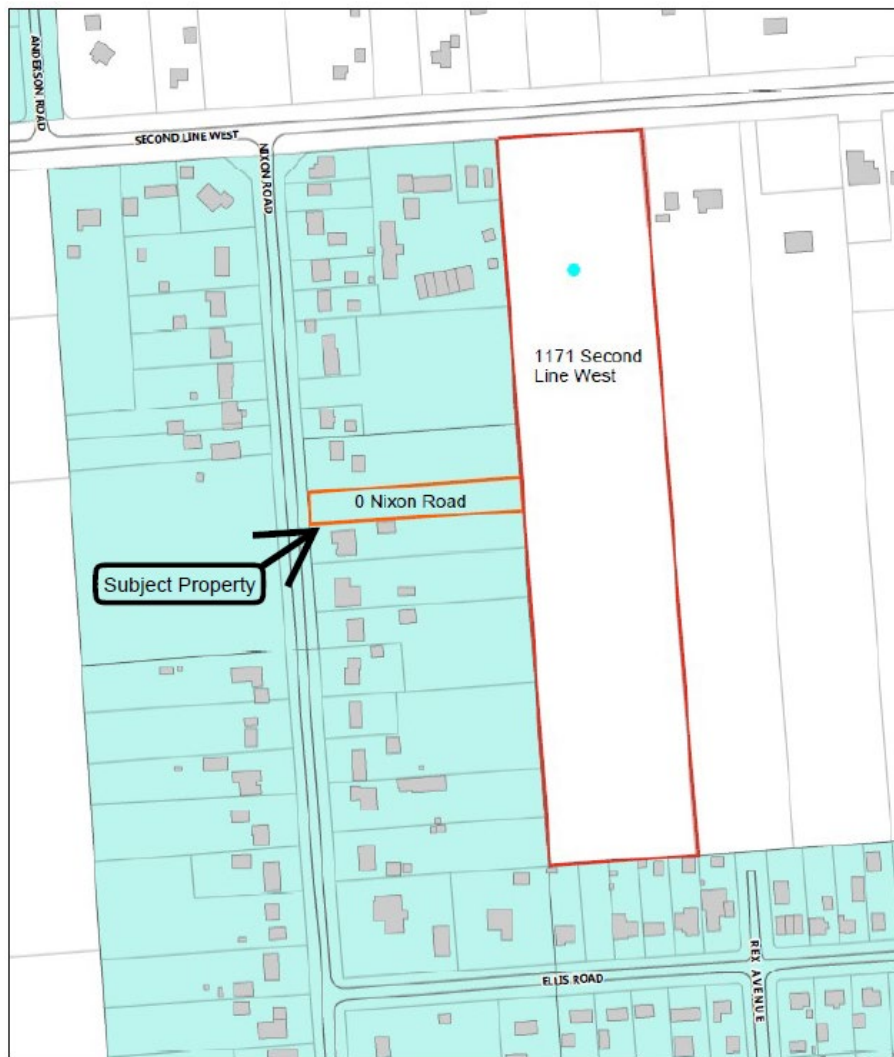 ANDERSON ROAD
SECOND LINE WEST
NIXON ROAD
1171 Second
Line West
0 Nixon Road
Subject Property
REX AVENUE
ELLIS ROAD